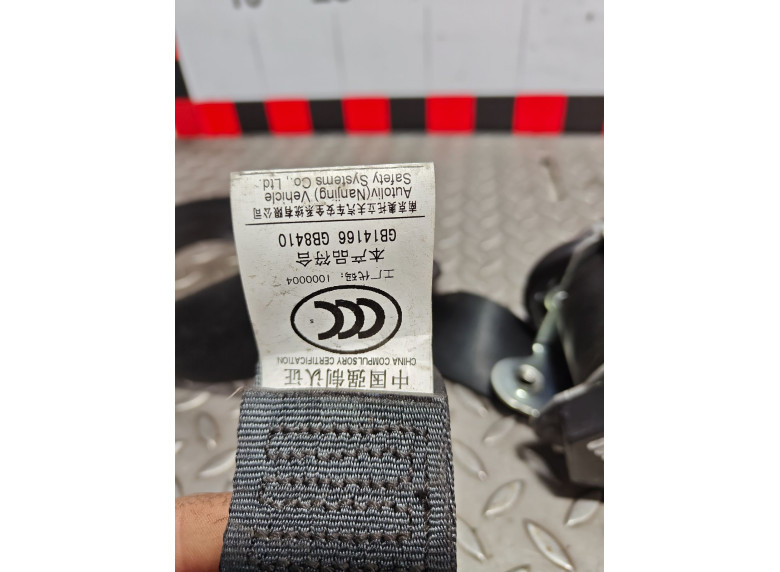 中国强制认证
CHINA COMPULSORY CERTIFICATION
CCC
S
工厂代码：1000004
本产品符合
GB14166 GB8410
南京奥托立夫汽车安全系统有限公司
Autoliv(Nanjing) Vehicle
Safety Systems Co., Ltd.